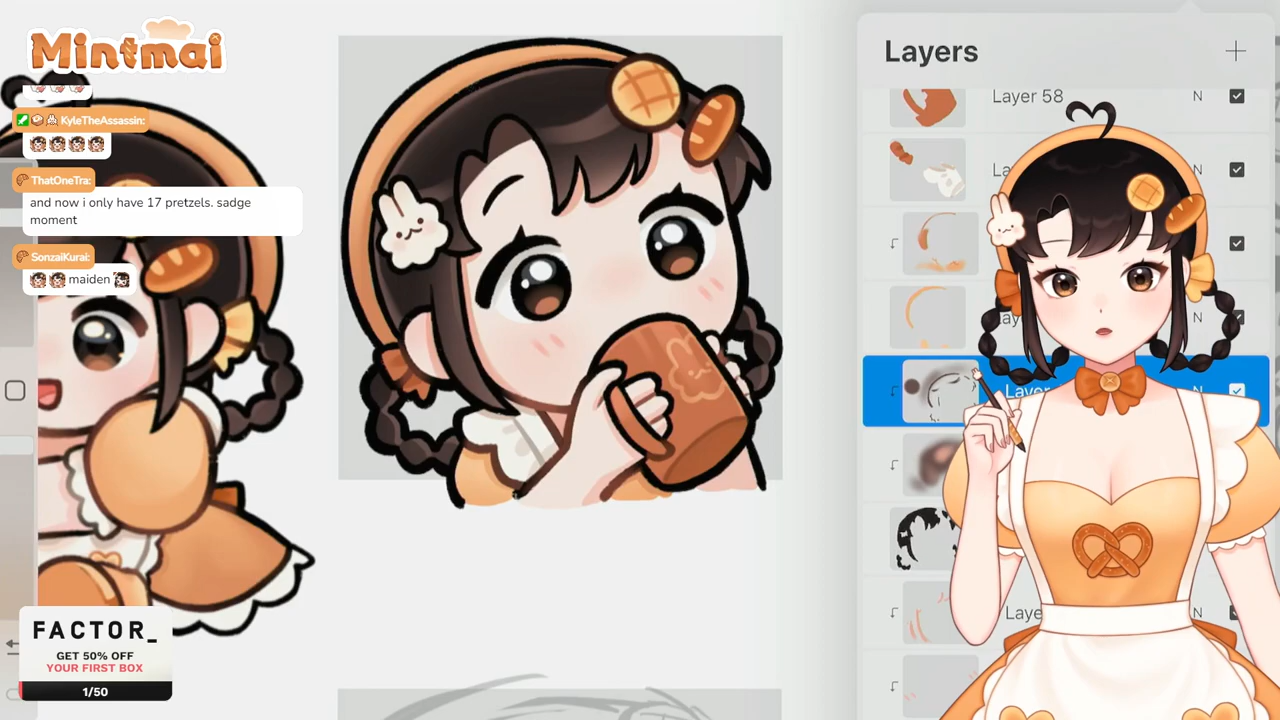 Mintmai
KyleTheAssassin:
ThatOneTra:
and now i only have 17 pretzels. sadge
moment
SonzaiKurai:
maiden
FACTOR_
GET 50% OFF
YOUR FIRST BOX
1/50
Layers
Layer 58
N
N
N
N
Laye
N